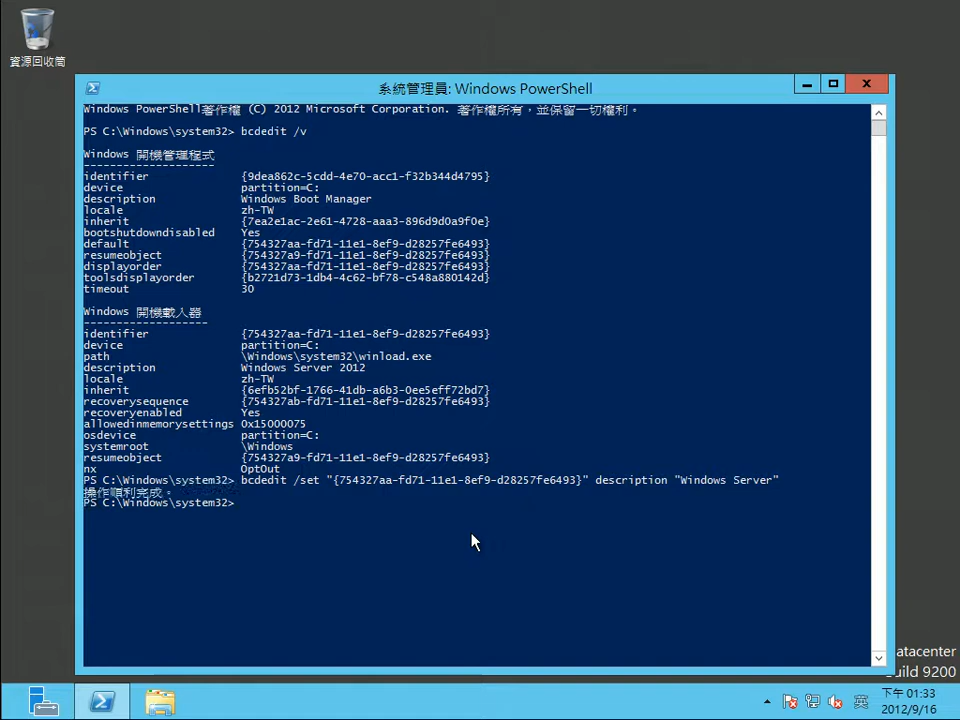 資源回收筒
系統管理員: Windows PowerShell
Windows PowerShell著作權 (C) 2012 Microsoft Corporation. 著作權所有，並保留一切權利。
PS C:\Windows\system32> bcdedit /v
Windows 開機管理程式
---------------------
identifier {9dea862c-5cdd-4e70-acc1-f32b344d4795}
device partition=C:
description Windows Boot Manager
locale zh-TW
inherit {7ea2e1ac-2e61-4728-aaa3-896d9d0a9f0e}
bootshutdowndisabled Yes
default {754327aa-fd71-11e1-8ef9-d28257fe6493}
resumeobject {754327a9-fd71-11e1-8ef9-d28257fe6493}
displayorder {754327aa-fd71-11e1-8ef9-d28257fe6493}
toolsdisplayorder {b2721d73-1db4-4c62-bf78-c548a880142d}
timeout 30
Windows 開機載入器
--------------------
identifier {754327aa-fd71-11e1-8ef9-d28257fe6493}
device partition=C:
path \Windows\system32\winload.exe
description Windows Server 2012
locale zh-TW
inherit {6efb52bf-1766-41db-a6b3-0ee5eff72bd7}
recoverysequence {754327ab-fd71-11e1-8ef9-d28257fe6493}
recoveryenabled Yes
allowedinmemorysettings 0x15000075
osdevice partition=C:
systemroot \Windows
resumeobject {754327a9-fd71-11e1-8ef9-d28257fe6493}
nx OptOut
PS C:\Windows\system32> bcdedit /set "{754327aa-fd71-11e1-8ef9-d28257fe6493}" description "Windows Server"
操作順利完成。
PS C:\Windows\system32>
atacenter
uild 9200
英
下午 01:33
2012/9/16